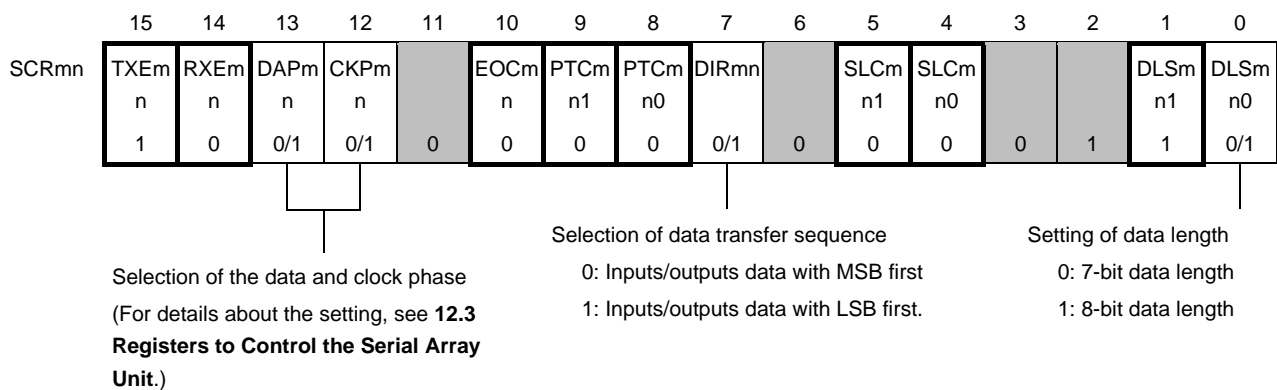 15 14 13 12 11 10 9 8 7 6 5 4 3 2 1 0
SCRmn TXEm RXEm DAPm CKPm EOCm PTCm PTCm DIRmn SLCm SLCm DLSm DLSm
n n n n n n1 n0 n1 n0 n1 n0
1 0 0/1 0/1 0 0 0 0 0/1 0 0 0 0 1 1 0/1
Selection of the data and clock phase
(For details about the setting, see 12.3
Registers to Control the Serial Array
Unit.)
Selection of data transfer sequence
0: Inputs/outputs data with MSB first
1: Inputs/outputs data with LSB first.
Setting of data length
0: 7-bit data length
1: 8-bit data length